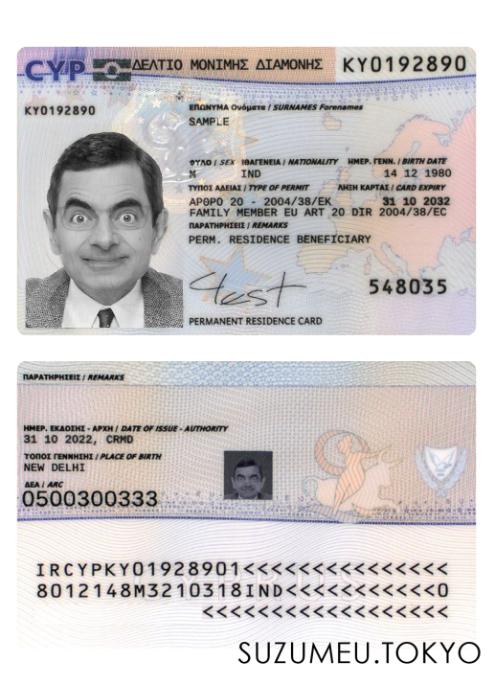 CYP ΔΕΛΤΙΟ ΜΟΝΙΜΗΣ ΔΙΑΜΟΝΗΣ KY0192890
KY0192890
ΕΠΩΝΥΜΑ Ονόματα / SURNAMES Forenames
SAMPLE
ΦΥΛΟ / SEX ΙΘΑΓΕΝΕΙΑ / NATIONALITY ΗΜΕΡ. ΓΕΝΝ. / BIRTH DATE
M IND 14 12 1980
ΤΥΠΟΣ ΑΔΕΙΑΣ / TYPE OF PERMIT ΛΗΞΗ ΚΑΡΤΑΣ / CARD EXPIRY
ΑΡΘΡΟ 20 - 2004/38/ΕΚ 31 10 2032
FAMILY MEMBER EU ART 20 DIR 2004/38/EC
ΠΑΡΑΤΗΡΗΣΕΙΣ / REMARKS
PERM. RESIDENCE BENEFICIARY
Test
548035
PERMANENT RESIDENCE CARD
ΠΑΡΑΤΗΡΗΣΕΙΣ / REMARKS
ΗΜΕΡ. ΕΚΔΟΣΗΣ - ΑΡΧΗ / DATE OF ISSUE - AUTHORITY
31 10 2022, CRMD
ΤΟΠΟΣ ΓΕΝΝΗΣΗΣ / PLACE OF BIRTH
NEW DELHI
ΔΕΑ / ARC
0500300333
IRCYPKY01928901<<<<<<<<<<<<<<<
8012148M3210318IND<<<<<<<<<<<0
<<<<<<<<<<<<<<<<<<
SUZUMEU.TOKYO